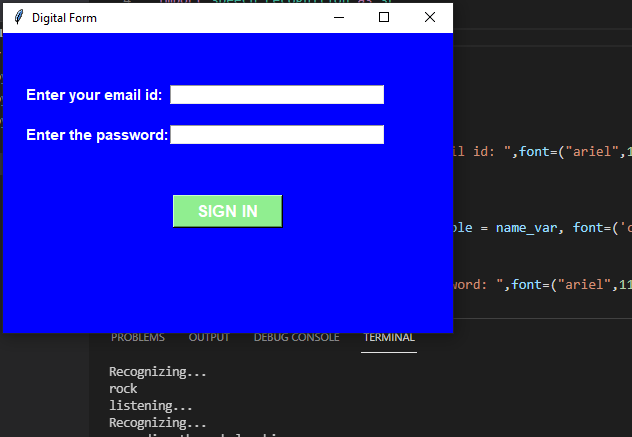 Digital Form
Enter your email id:
il id: ",font=("ariel",1
Enter the password:
SIGN IN
ble = name_var, font=('c
word: ",font=("ariel",11
PROBLEMS OUTPUT DEBUG CONSOLE TERMINAL
Recognizing...
rock
listening...
Recognizing...